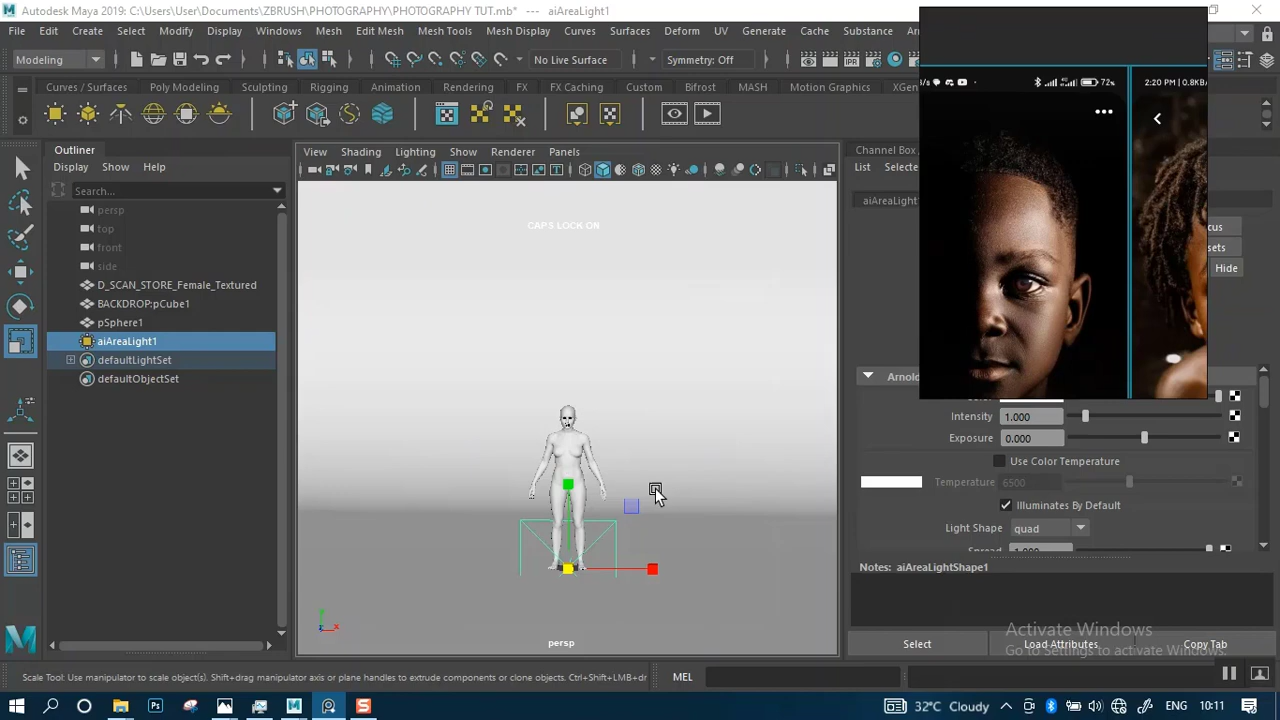 Autodesk Maya 2019: C:\Users\User\Documents\ZBRUSH\PHOTOGRAPHY\PHOTOGRAPHY TUT.mb* --- aiAreaLight1
File Edit Create Select Modify Display Windows Mesh Edit Mesh Mesh Tools Mesh Display Curves Surfaces Deform UV Generate Cache Substance
Modeling No Live Surface Symmetry: Off IPR
Curves / Surfaces Poly Modeling Sculpting Rigging Animation Rendering FX FX Caching Custom Bifrost MASH Motion Graphics XGen
72% 2:20 PM | 0.8KB/
Outliner
Display Show Help
Search...
persp
top
front
side
D_SCAN_STORE_Female_Textured
BACKDROP:pCube1
pSphere1
aiAreaLight1
defaultLightSet
defaultObjectSet
View Shading Lighting Show Renderer Panels
CAPS LOCK ON
persp
Channel Box
List Selecte
aiAreaLight
cus
sets
Hide
Arnold
Color
Intensity 1.000
Exposure 0.000
Use Color Temperature
Temperature 6500
Illuminates By Default
Light Shape quad
Spread 1.000
Notes: aiAreaLightShape1
Activate Windows
Go to Settings to activate Windows.
Select Load Attributes Copy Tab
Scale Tool: Use manipulator to scale object(s). Shift+drag manipulator axis or plane handles to extrude components or clone objects. Ctrl+Shift+LMB+dr
MEL
32°C Cloudy ENG 10:11